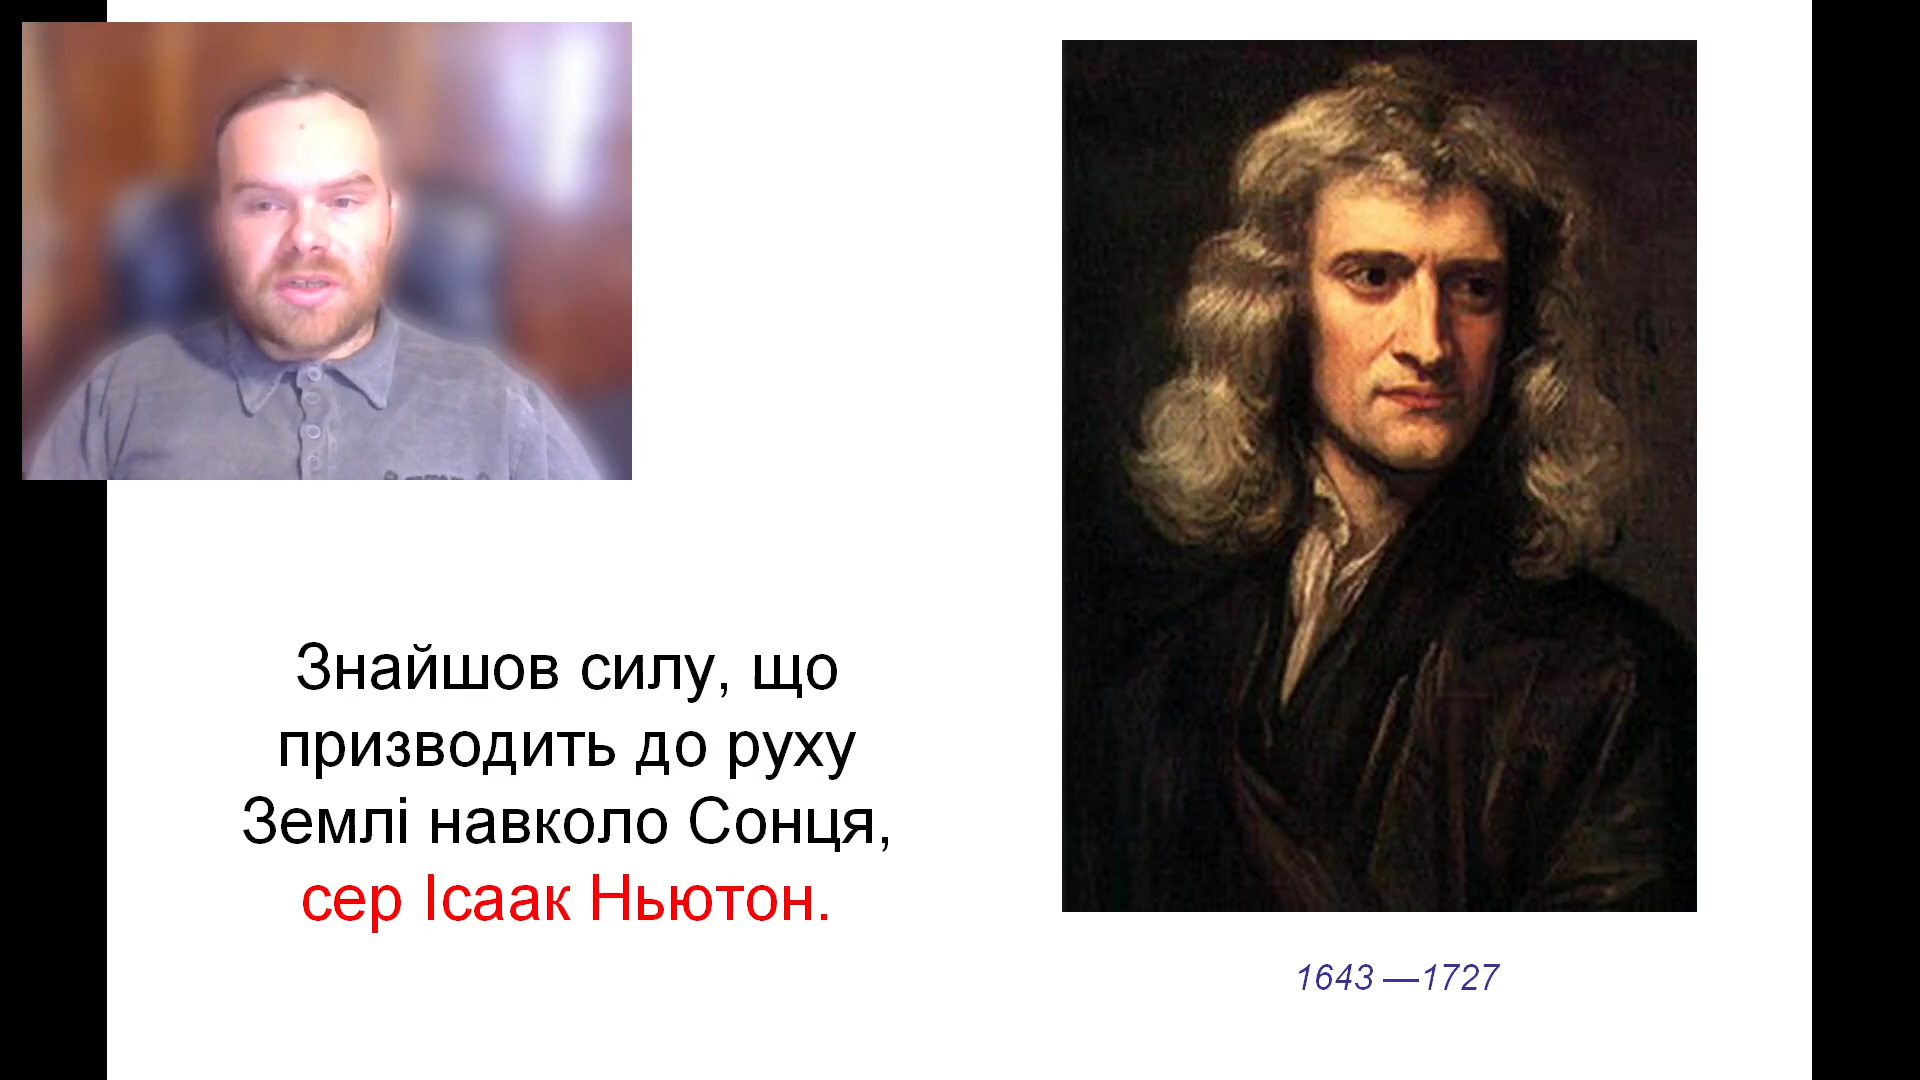 Знайшов силу, що
призводить до руху
Землі навколо Сонця,
сер Ісаак Ньютон.
1643 —1727